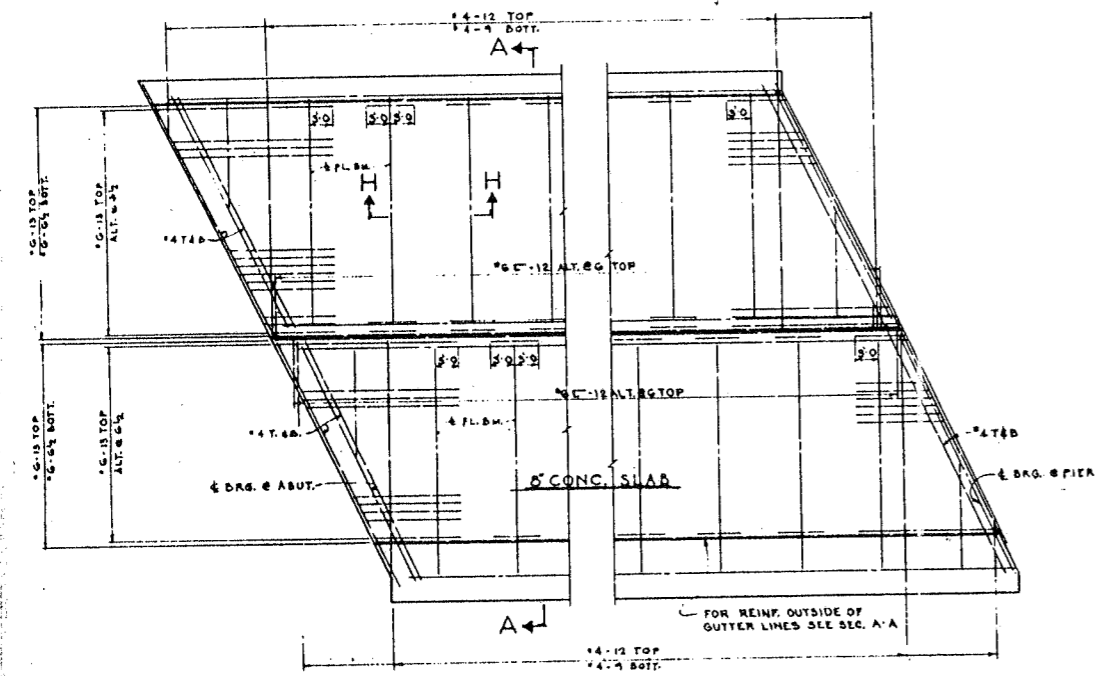 #4-12 TOP
#4-9 BOTT.
A
5'-0
5'-0 5'-0
5'-0
℄ FL. BM.
H H
#6-13 TOP
#6-6½ BOTT.
#6-13 TOP
ALT. @ 6½
#4 T&B
#6 -12 ALT. @ 6 TOP
5'-0
5'-0 5'-0
5'-0
#6 -12 ALT. @ 6 TOP
#6-13 TOP
#6-6½ BOTT.
#6-13 TOP
ALT. @ 6½
℄ FL. BM.
#4 T. &B.
#4 T&B
℄ BRG. @ ABUT.
8" CONC. SLAB
℄ BRG. @ PIER
A
FOR REINF. OUTSIDE OF
GUTTER LINES SEE SEC. A-A
#4-12 TOP
#4-9 BOTT.